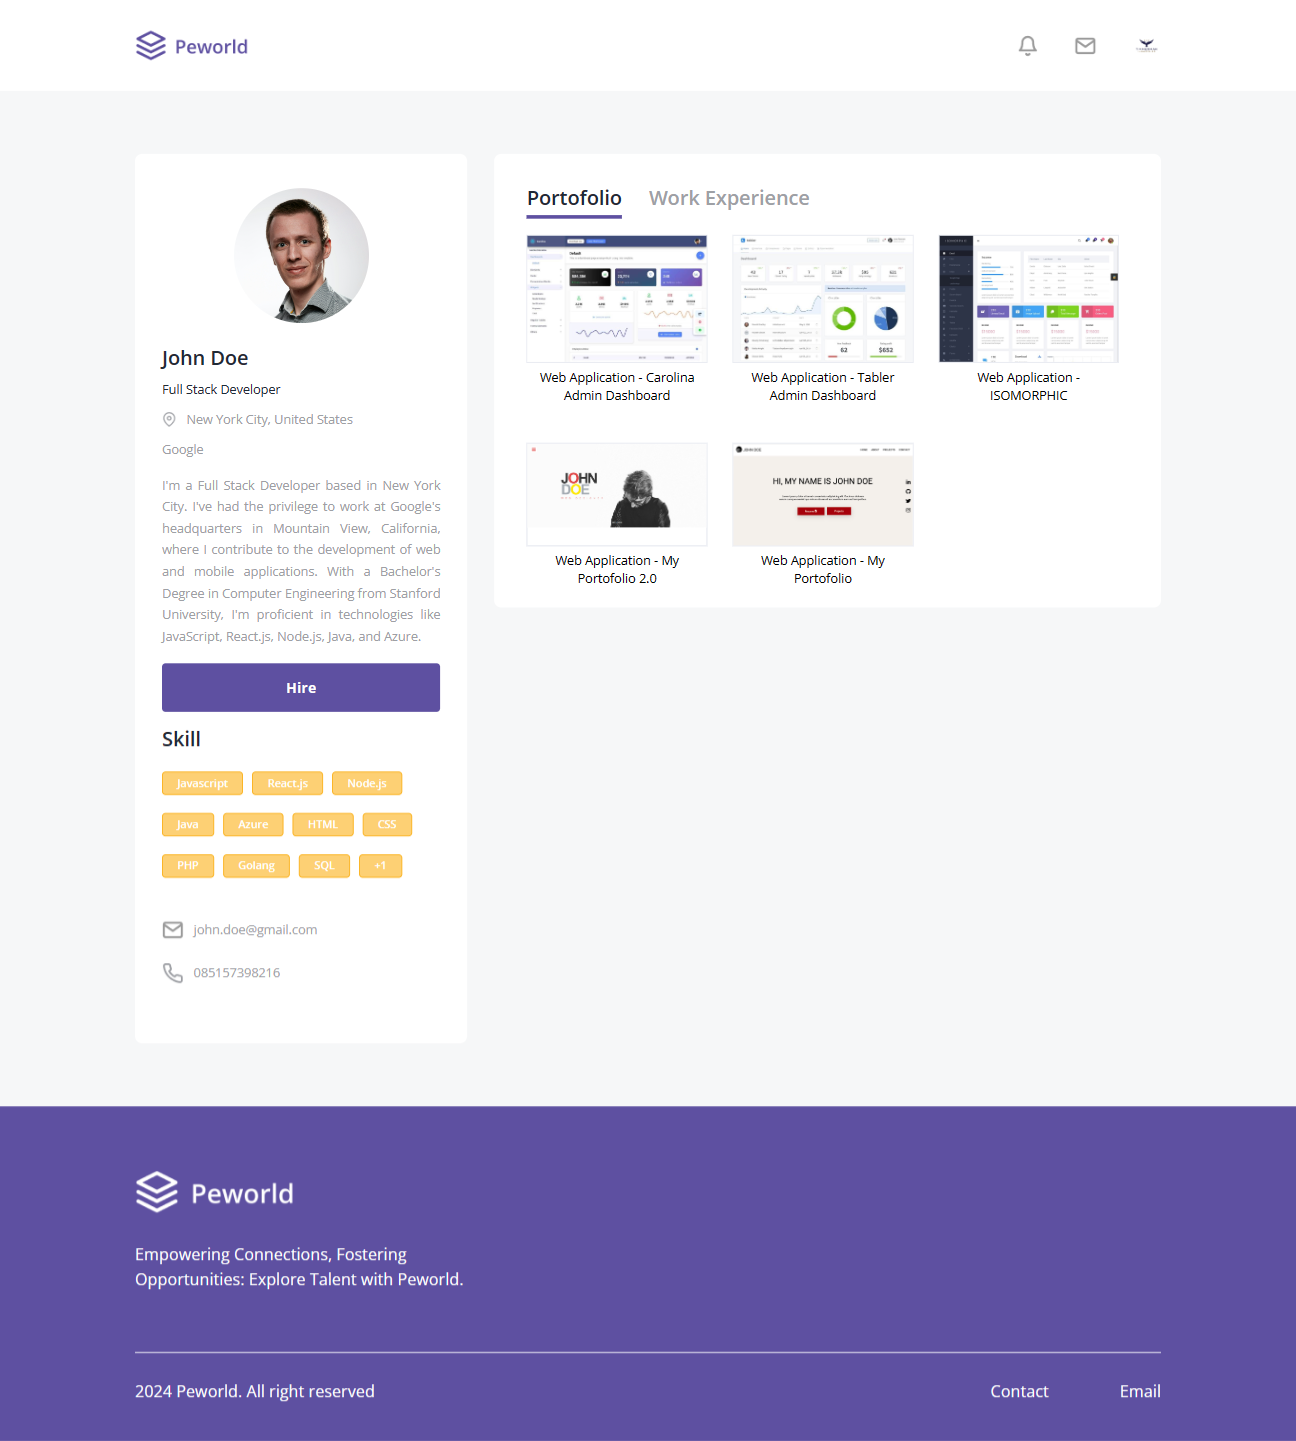 Peworld
John Doe
Full Stack Developer
New York City, United States
Google
I'm a Full Stack Developer based in New York
City. I've had the privilege to work at Google's
headquarters in Mountain View, California,
where I contribute to the development of web
and mobile applications. With a Bachelor's
Degree in Computer Engineering from Stanford
University, I'm proficient in technologies like
JavaScript, React.js, Node.js, Java, and Azure.
Hire
Skill
Javascript React.js Node.js
Java Azure HTML CSS
PHP Golang SQL +1
john.doe@gmail.com
085157398216
Portofolio Work Experience
Web Application - Carolina
Admin Dashboard
Web Application - Tabler
Admin Dashboard
Web Application -
ISOMORPHIC
JOHN
DOE
Web Application - My
Portofolio 2.0
HI, MY NAME IS JOHN DOE
Web Application - My
Portofolio
Peworld
Empowering Connections, Fostering
Opportunities: Explore Talent with Peworld.
2024 Peworld. All right reserved
Contact Email